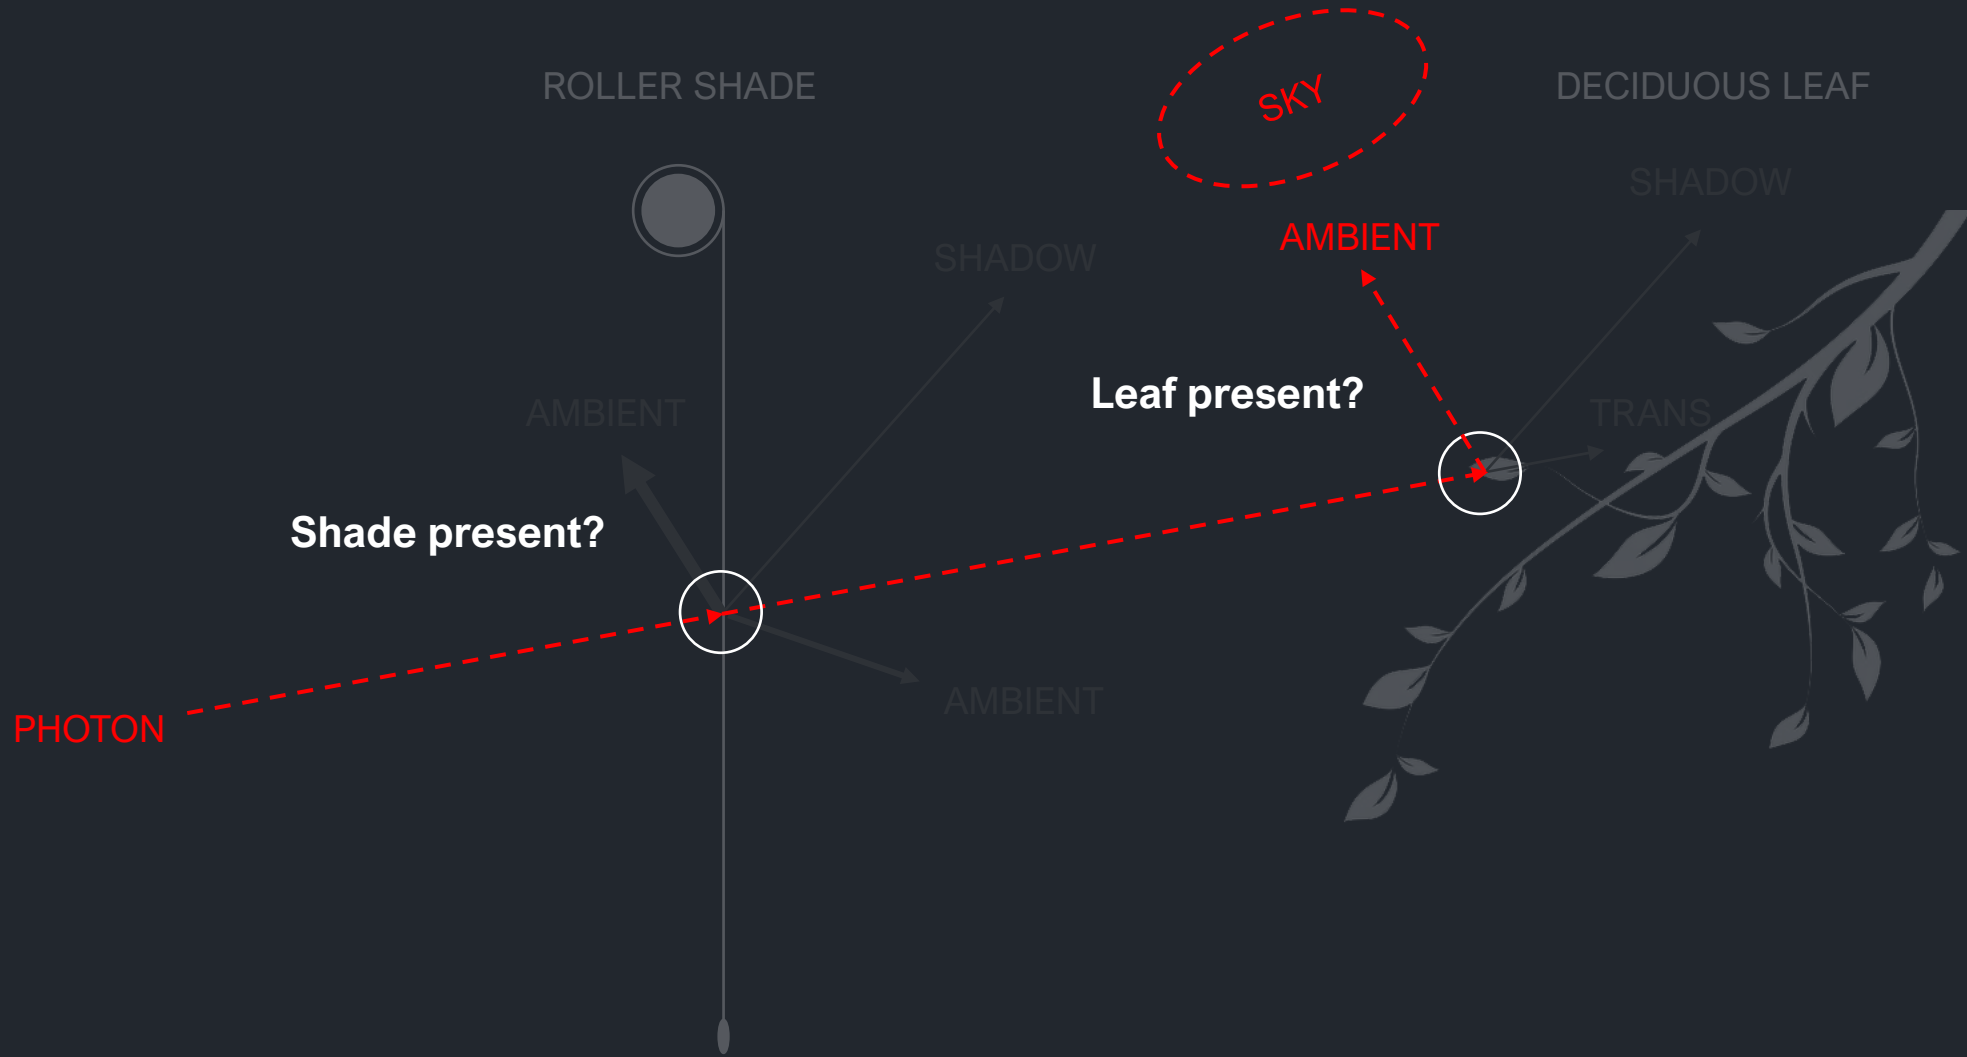 ROLLER SHADE
SKY
DECIDUOUS LEAF
SHADOW
AMBIENT
SHADOW
Leaf present?
AMBIENT
TRANS
Shade present?
AMBIENT
PHOTON